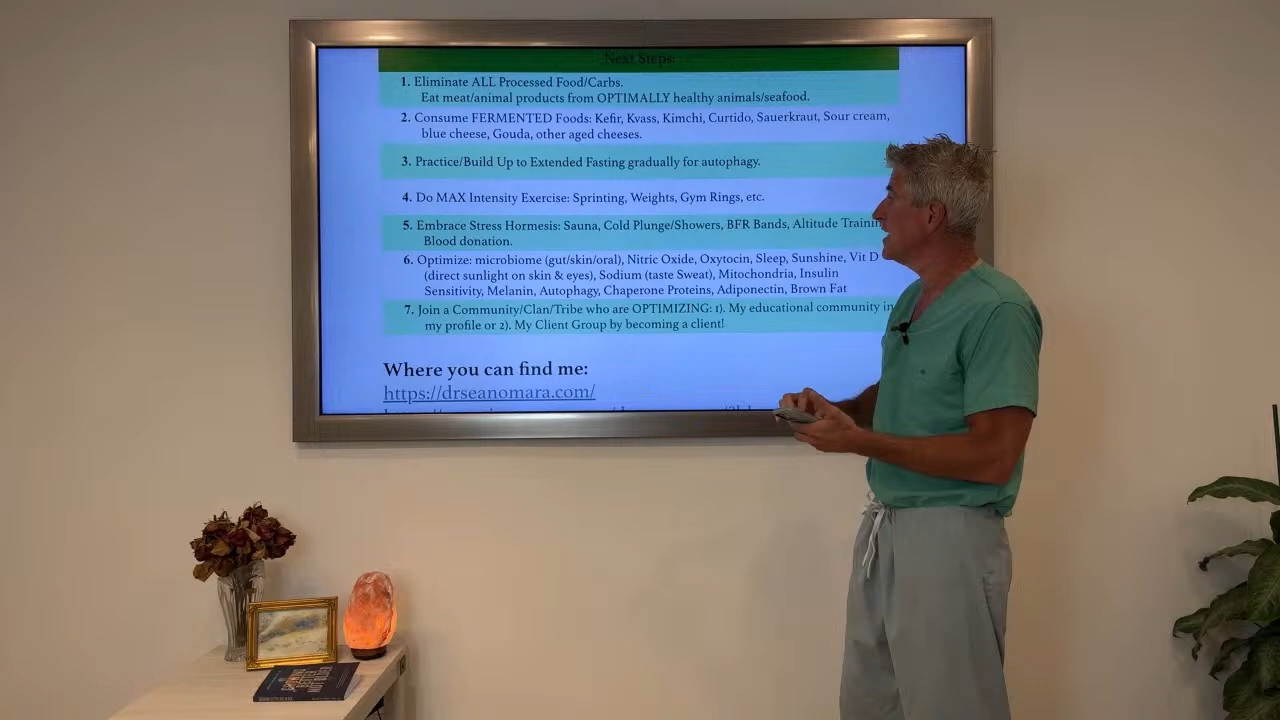 Next Steps:
1. Eliminate ALL Processed Food/Carbs.
Eat meat/animal products from OPTIMALLY healthy animals/seafood.
2. Consume FERMENTED Foods: Kefir, Kvass, Kimchi, Curtido, Sauerkraut, Sour cream,
blue cheese, Gouda, other aged cheeses.
3. Practice/Build Up to Extended Fasting gradually for autophagy.
4. Do MAX Intensity Exercise: Sprinting, Weights, Gym Rings, etc.
5. Embrace Stress Hormesis: Sauna, Cold Plunge/Showers, BFR Bands, Altitude Trainin
Blood donation.
6. Optimize: microbiome (gut/skin/oral), Nitric Oxide, Oxytocin, Sleep, Sunshine, Vit D
(direct sunlight on skin & eyes), Sodium (taste Sweat), Mitochondria, Insulin
Sensitivity, Melanin, Autophagy, Chaperone Proteins, Adiponectin, Brown Fat
7. Join a Community/Clan/Tribe who are OPTIMIZING: 1). My educational community in
my profile or 2). My Client Group by becoming a client!
Where you can find me:
https://drseanomara.com/